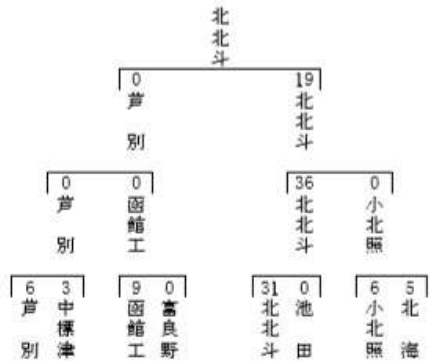 北北斗
0 19
芦別 北北斗
0 0 36 0
芦別 函館工 北北斗 小北照
6 3 9 0 31 0 6 5
芦別 中標津 函館工 富良野 北北斗 池田 小北照 北海